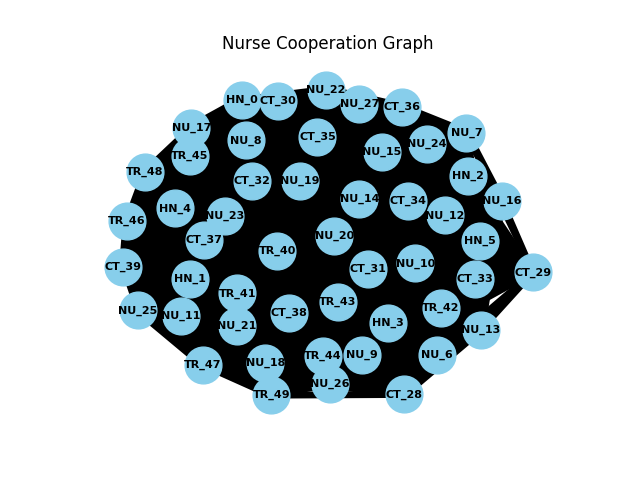 Nurse Cooperation Graph
NU_22
HN_0
CT_30
NU_27
CT_36
NU_17
NU_7
NU_8
CT_35
NU_24
TR_45
NU_15
TR_48
HN_2
CT_32
NU_19
NU_14
CT_34
NU_16
HN_4
NU_23
NU_12
TR_46
CT_37
NU_20
HN_5
TR_40
CT_39
CT_31
NU_10
CT_29
HN_1
CT_33
TR_41
NU_25
NU_11
TR_43
TR_42
CT_38
NU_21
HN_3
NU_13
TR_47
NU_18
TR_44
NU_9
NU_6
TR_49
NU_26
CT_28